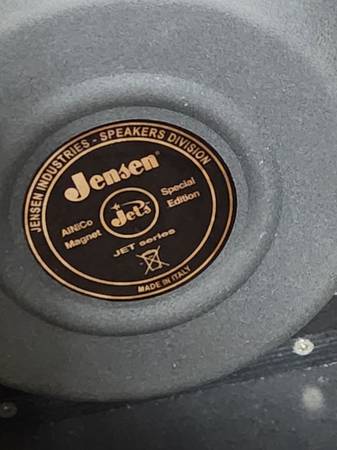 JENSEN INDUSTRIES - SPEAKERS DIVISION
Jensen®
AlNiCo
Magnet
Jets
Special
Edition
JET series
MADE IN ITALY